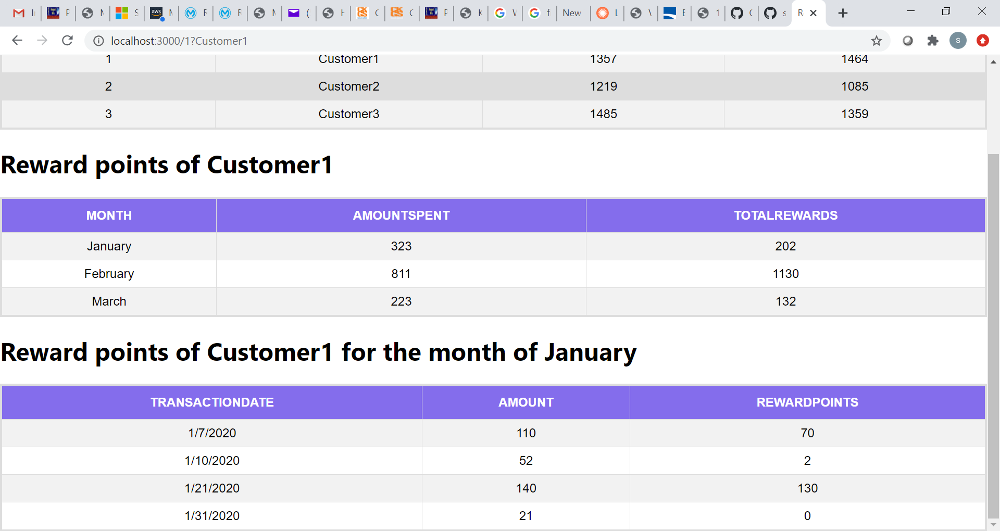 New
aws
R
localhost:3000/1?Customer1
S
1 Customer1 1357 1464
2 Customer2 1219 1085
3 Customer3 1485 1359
Reward points of Customer1
MONTH AMOUNTSPENT TOTALREWARDS
January 323 202
February 811 1130
March 223 132
Reward points of Customer1 for the month of January
TRANSACTIONDATE AMOUNT REWARDPOINTS
1/7/2020 110 70
1/10/2020 52 2
1/21/2020 140 130
1/31/2020 21 0